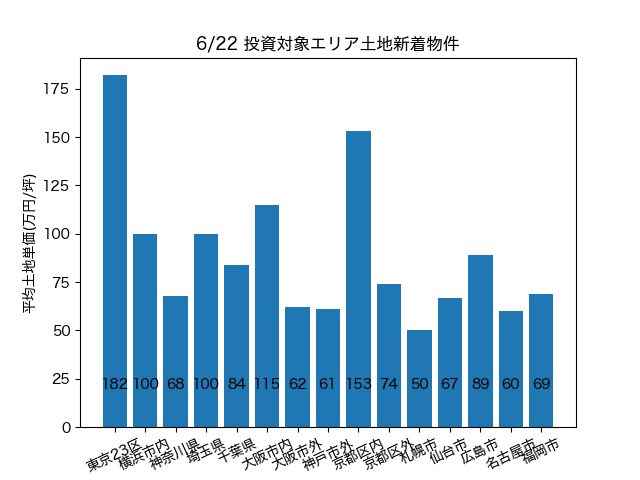 6/22 投資対象エリア土地新着物件
平均土地単価(万円/坪)
175
150
125
100
75
50
25
0
182 100 68 100 84 115 62 61 153 74 50 67 89 60 69
東京23区 横浜市内 神奈川県 埼玉県 千葉県 大阪市内 大阪市外 神戸市外 京都区内 京都区外 札幌市 仙台市 広島市 名古屋市 福岡市